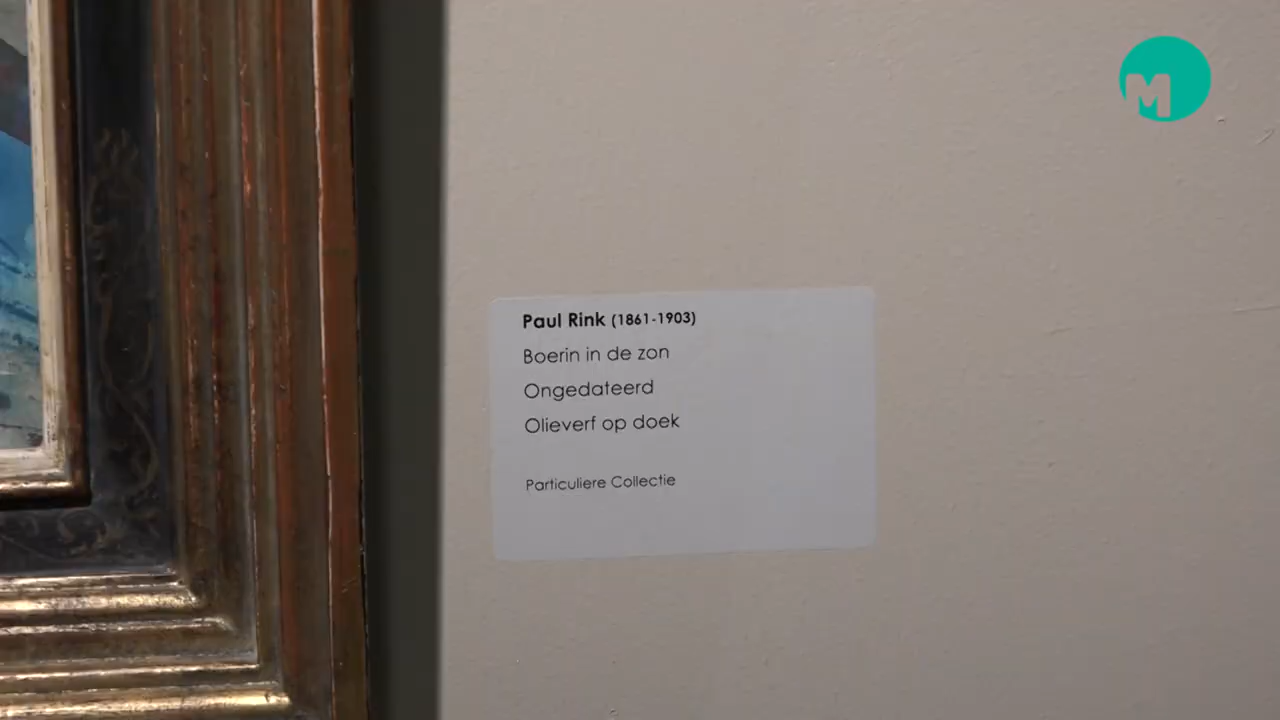 M
Paul Rink (1861-1903)
Boerin in de zon
Ongedateerd
Olieverf op doek
Particuliere Collectie